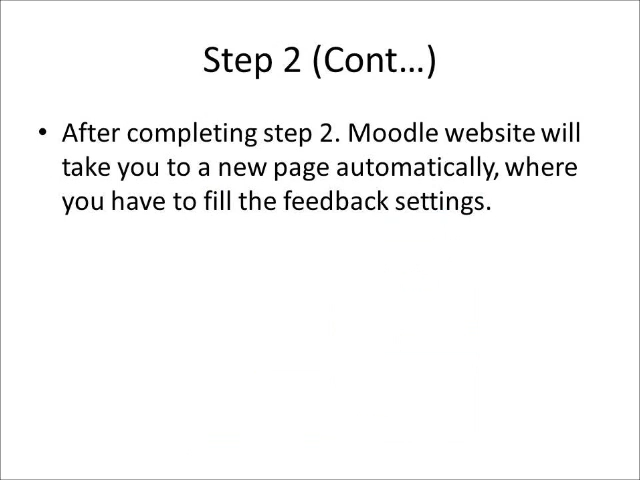 Step 2 (Cont…)
• After completing step 2. Moodle website will
take you to a new page automatically, where
you have to fill the feedback settings.